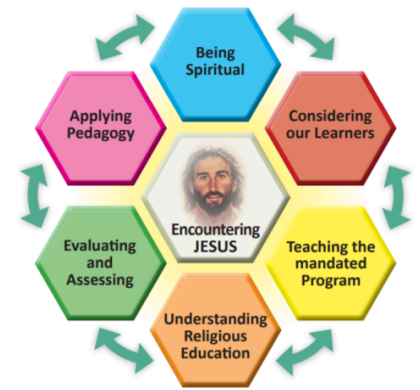 Being
Spiritual
Applying
Pedagogy
Considering
our Learners
Encountering
JESUS
Evaluating
and
Assessing
Teaching the
mandated
Program
Understanding
Religious
Education